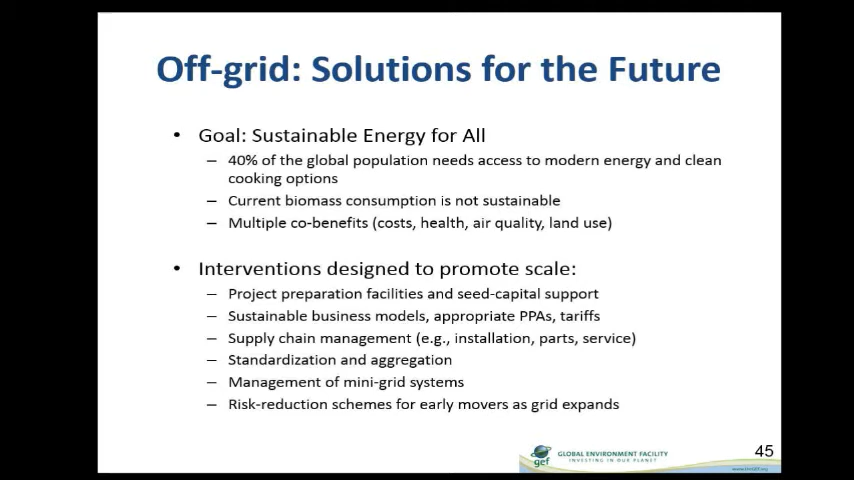 Off-grid: Solutions for the Future
• Goal: Sustainable Energy for All
– 40% of the global population needs access to modern energy and clean
cooking options
– Current biomass consumption is not sustainable
– Multiple co-benefits (costs, health, air quality, land use)
• Interventions designed to promote scale:
– Project preparation facilities and seed-capital support
– Sustainable business models, appropriate PPAs, tariffs
– Supply chain management (e.g., installation, parts, service)
– Standardization and aggregation
– Management of mini-grid systems
– Risk-reduction schemes for early movers as grid expands
gef
GLOBAL ENVIRONMENT FACILITY
INVESTING IN OUR PLANET
45
www.theGEF.org